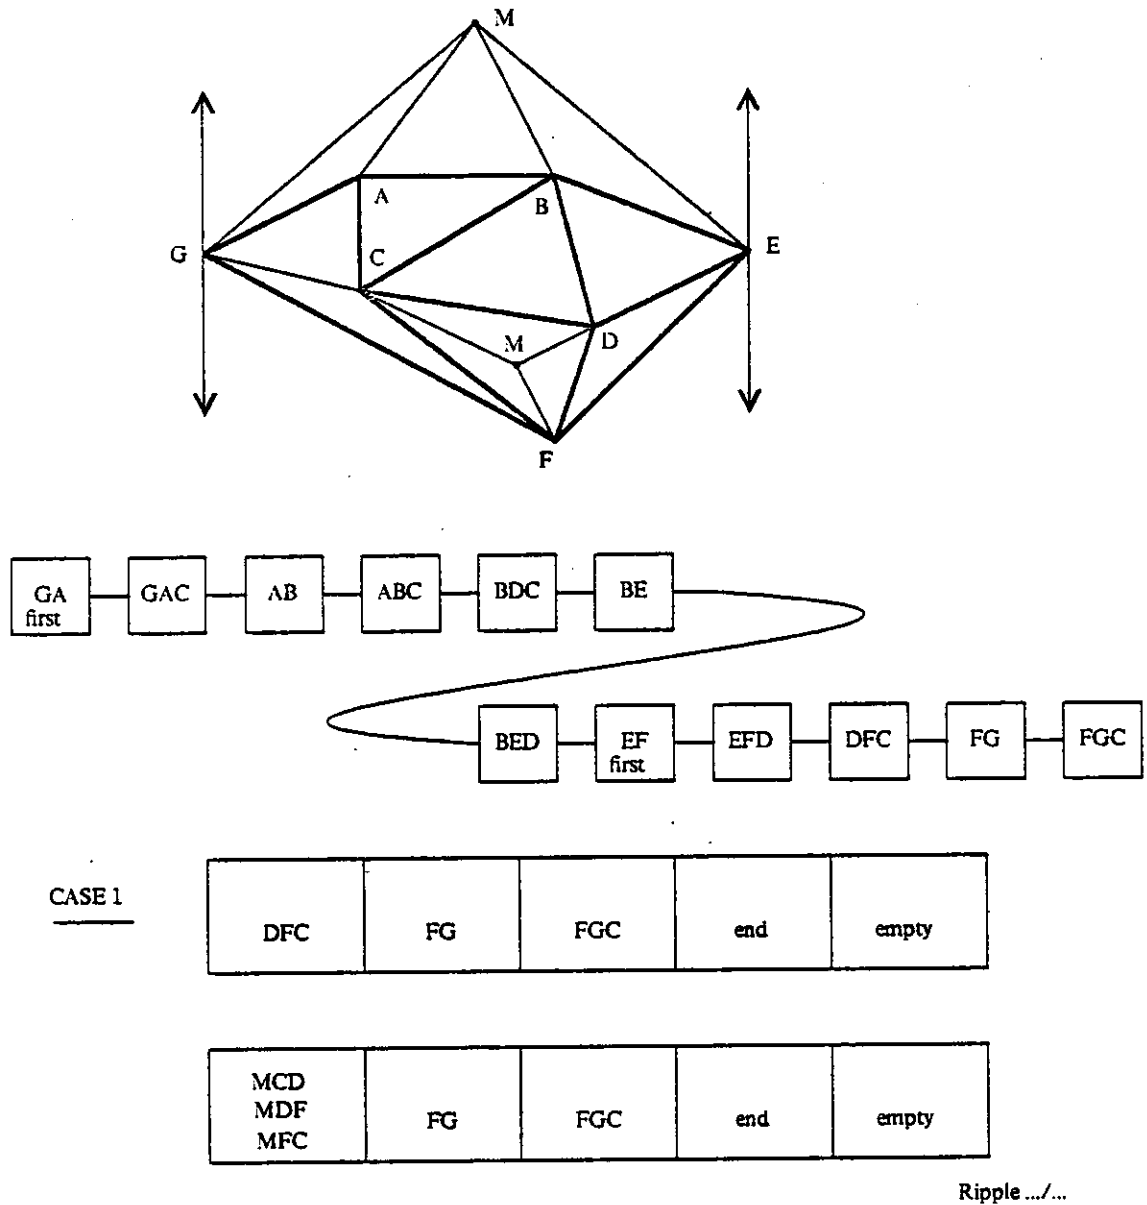 M
A
B
G
C
E
M
D
F
GA first
GAC
AB
ABC
BDC
BE
BED
EF first
EFD
DFC
FG
FGC
CASE 1
DFC
FG
FGC
end
empty
MCD
MDF
MFC
FG
FGC
end
empty
Ripple .../...